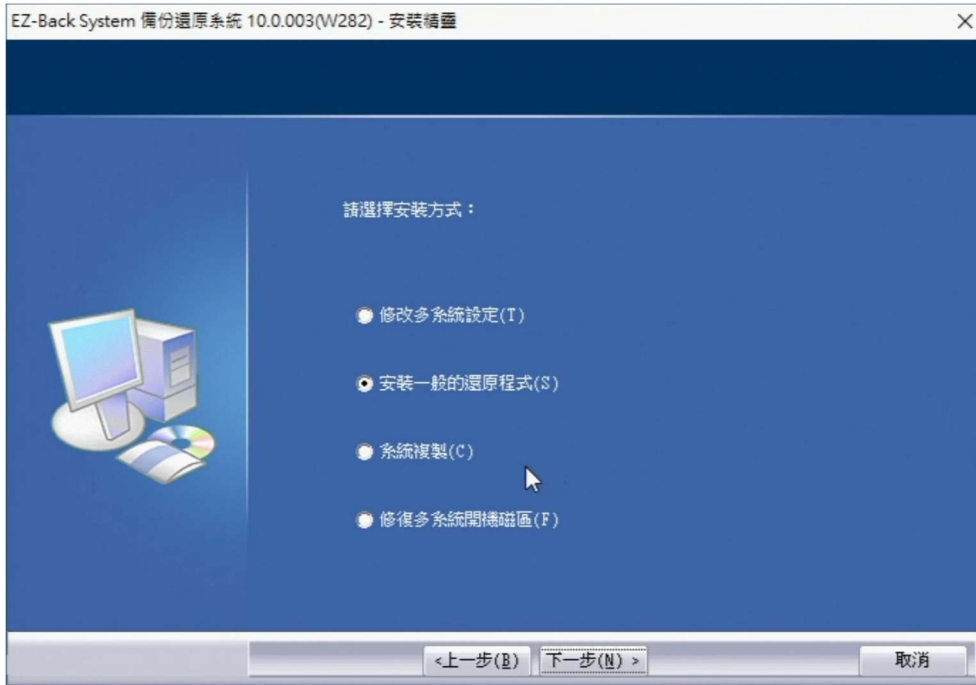 EZ-Back System 備份還原系統 10.0.003(W282) - 安裝精靈
請選擇安裝方式：
修改多系統設定(T)
安裝一般的還原程式(S)
系統複製(C)
修復多系統開機磁區(F)
<上一步(B) 下一步(N) > 取消